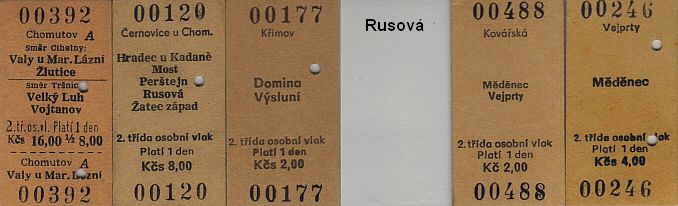 00392
Chomutov A
Směr Cihelny:
Valy u Mar. Lázní
Žlutice
Směr Tršnice
Velký Luh
Vojtanov
2.tř.os.vl. Platí 1 den
Kčs 16,00 ½ 8,00
Chomutov A
Valy u Mar. Lázní
00392
00120
Černovice u Chom.
Hradec u Kadaně
Most
Perštejn
Rusová
Žatec západ
2. třída osobní vlak
Platí 1 den
Kčs 8,00
00120
00177
Křimov
Domina
Výsluní
2. třída osobní vlak
Platí 1 den
Kčs 2,00
00177
Rusová
00488
Kovářská
Měděnec
Vejprty
2. třída osobní vlak
Platí 1 den
Kč 2,00
00488
00246
Vejprty
Měděnec
2. třída osobní vlak
Platí 1 den
Kčs 4,00
00246